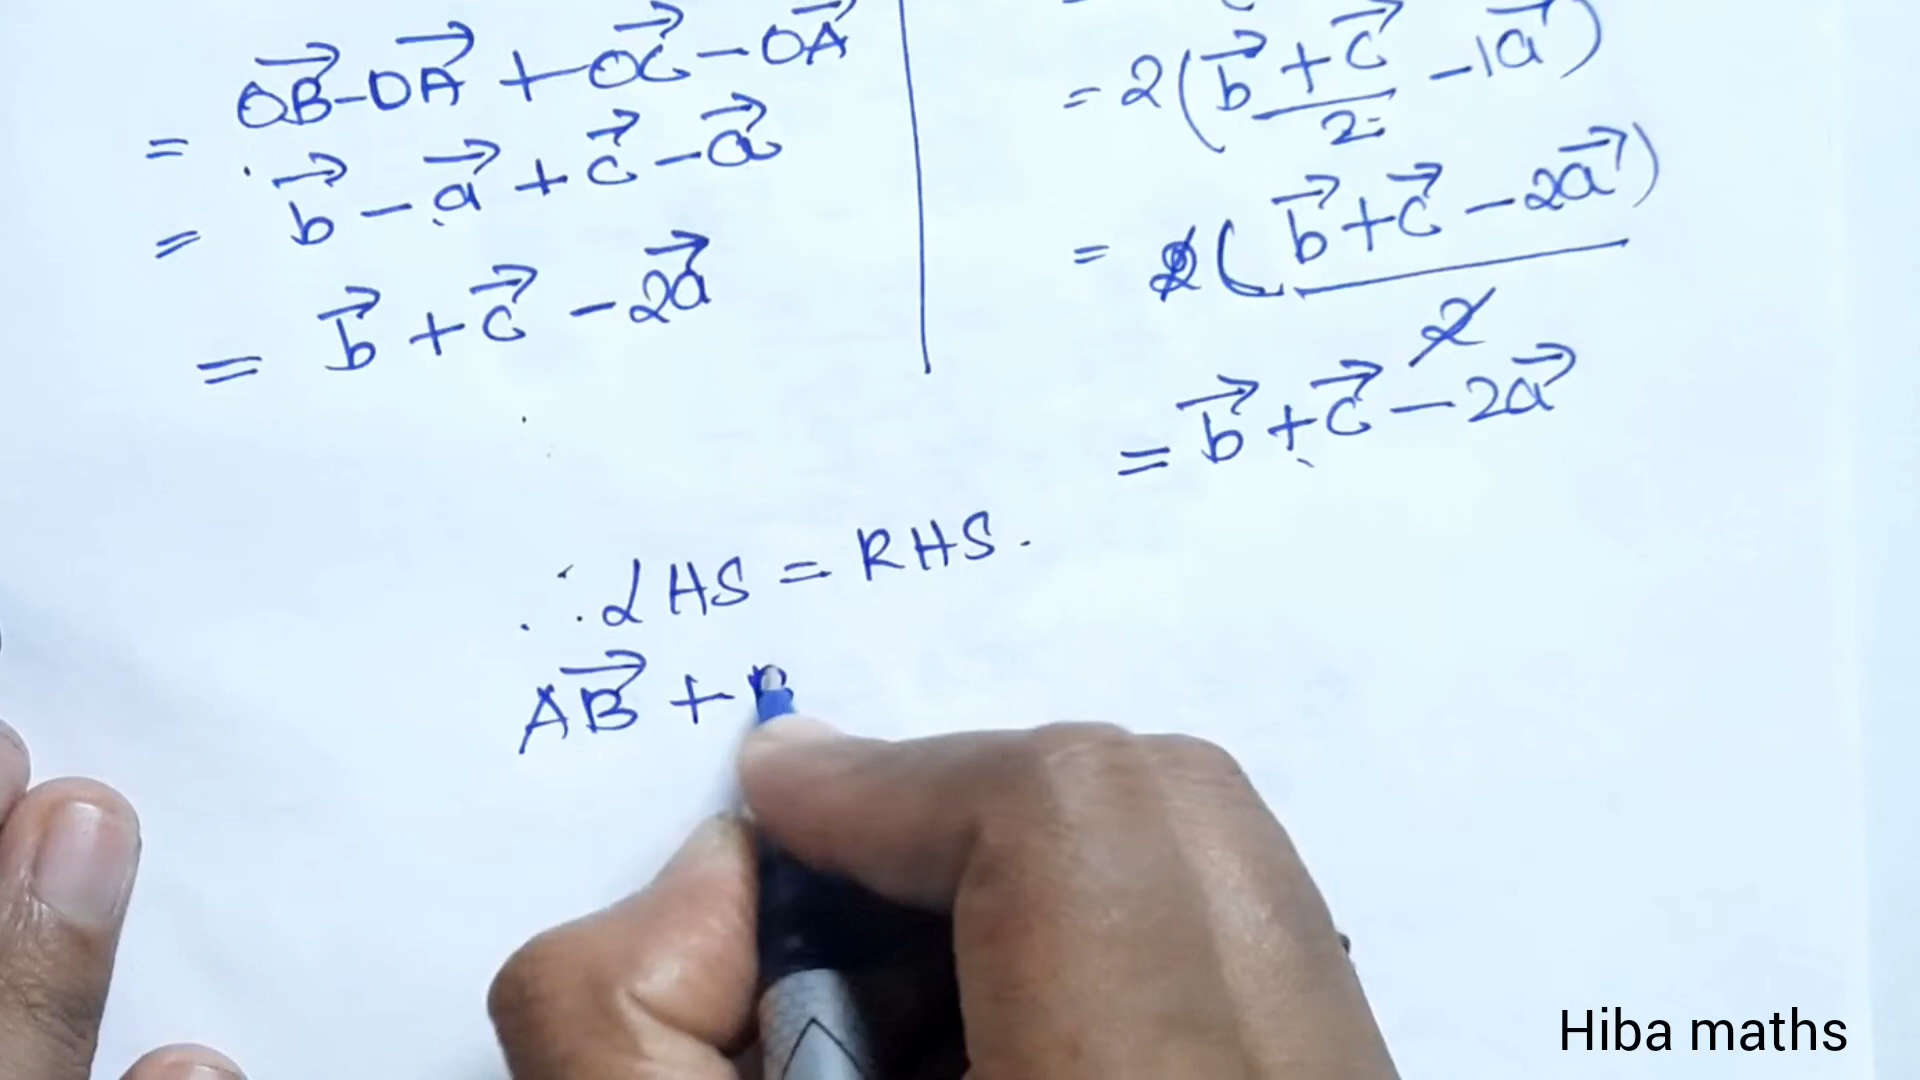 = OB⃗ - OA⃗ + OC⃗ - OA⃗
= b⃗ - a⃗ + c⃗ - a⃗
= b⃗ + c⃗ - 2a⃗
= 2(b⃗ + c⃗ / 2 - 1a⃗)
= 2(b⃗ + c⃗ - 2a⃗) / 2
= b⃗ + c⃗ - 2a⃗
∴ LHS = RHS.
AB⃗ +
Hiba maths